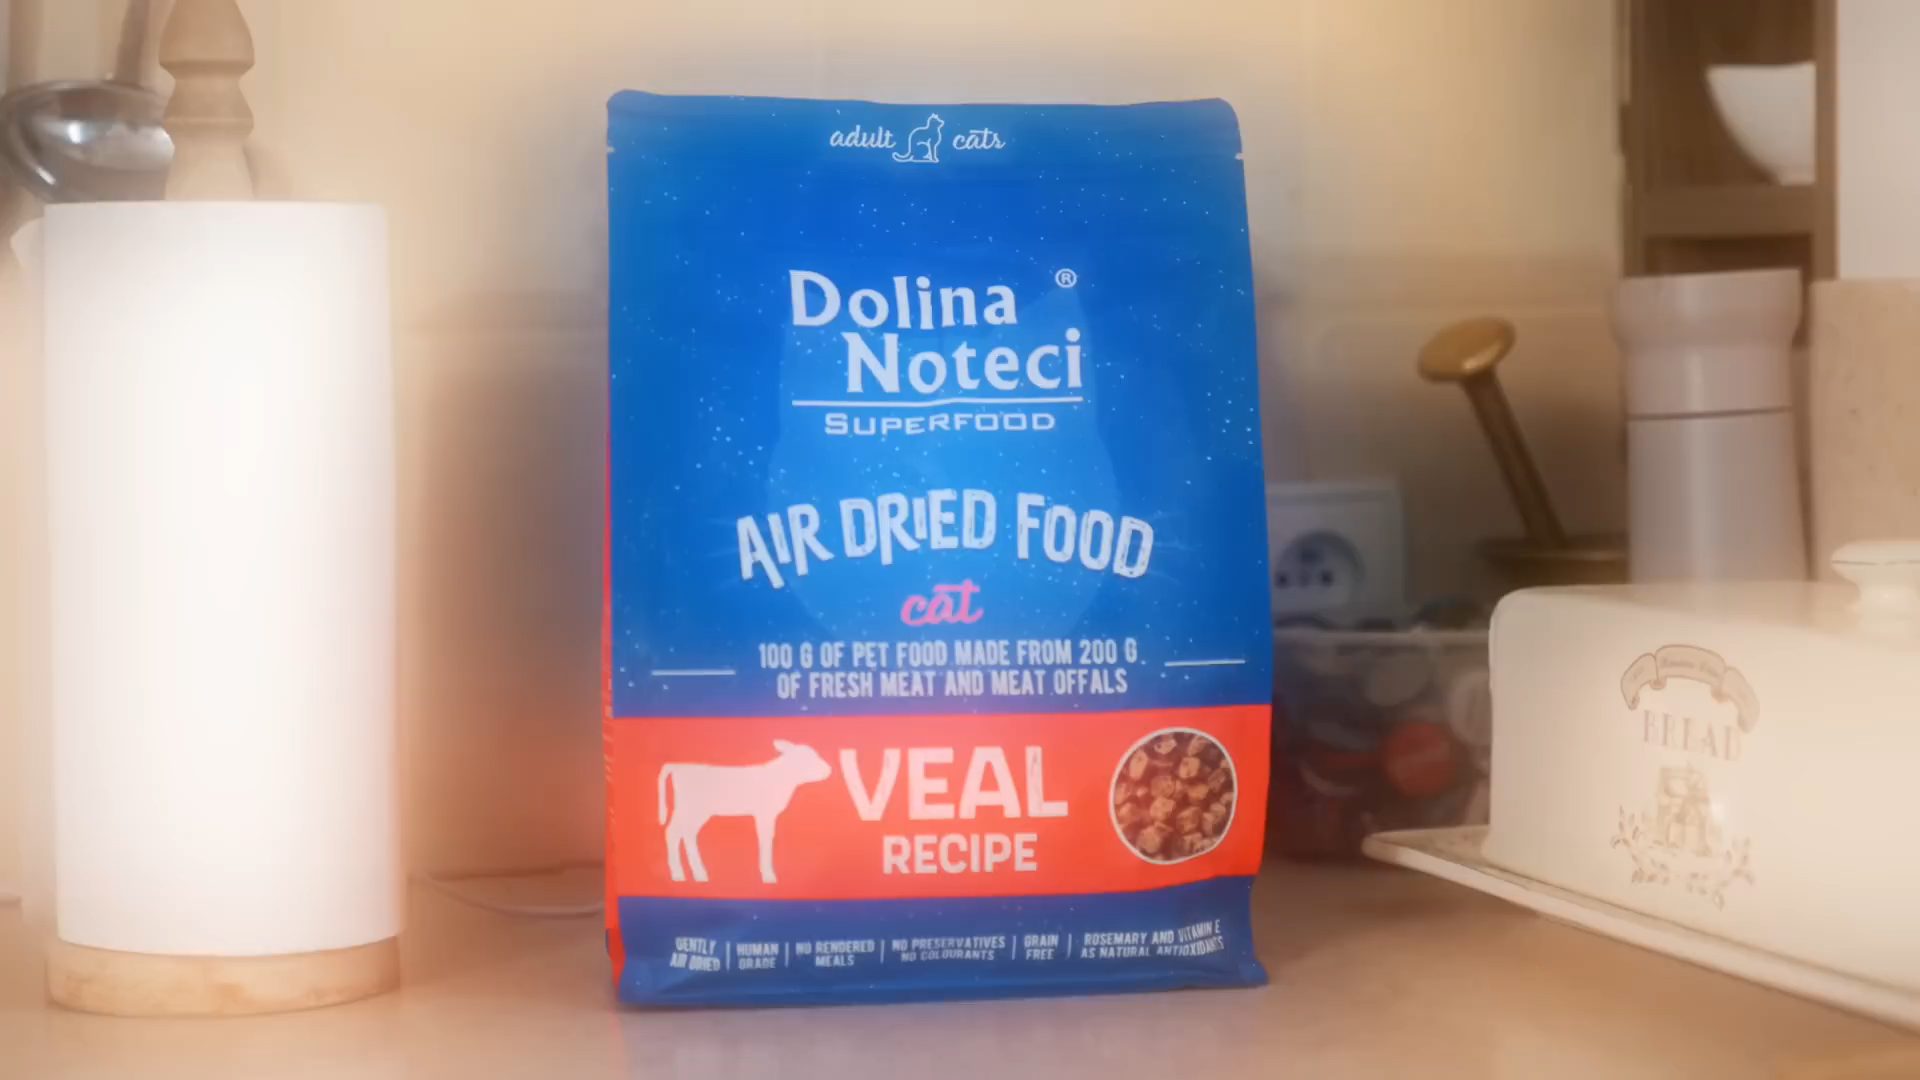 adult cats
Dolina ®
Noteci
SUPERFOOD
AIR DRIED FOOD
cat
100 G OF PET FOOD MADE FROM 200 G
OF FRESH MEAT AND MEAT OFFALS
VEAL
RECIPE
GENTLY
AIR DRIED
HUMAN
GRADE
NO RENDERED
MEALS
NO PRESERVATIVES
NO COLOURANTS
GRAIN
FREE
ROSEMARY AND VITAMIN E
AS NATURAL ANTIOXIDANTS
BREAD